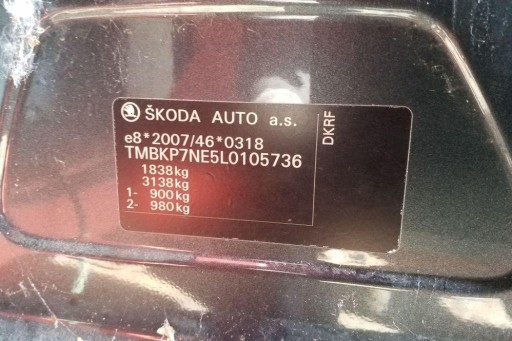 ŠKODA AUTO a.s.
e8*2007/46*0318
TMBKP7NE5L0105736
1838kg
3138kg
1- 900kg
2- 980kg
DKRF